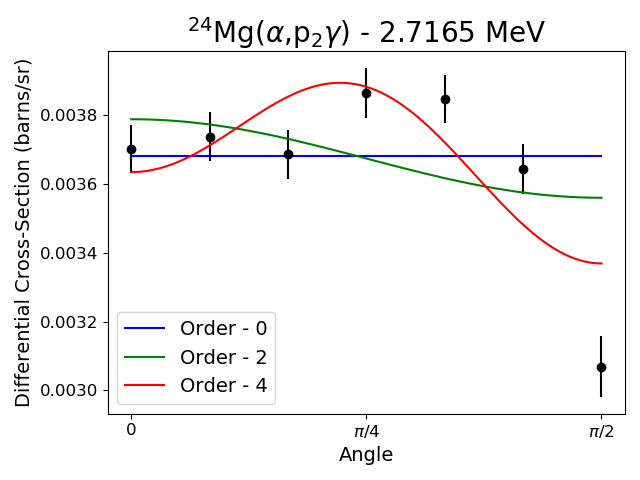 ²⁴Mg(α,p₂γ) - 2.7165 MeV
Differential Cross-Section (barns/sr)
0.0038
0.0036
0.0034
0.0032
0.0030
Order - 0
Order - 2
Order - 4
0 π/4 π/2
Angle